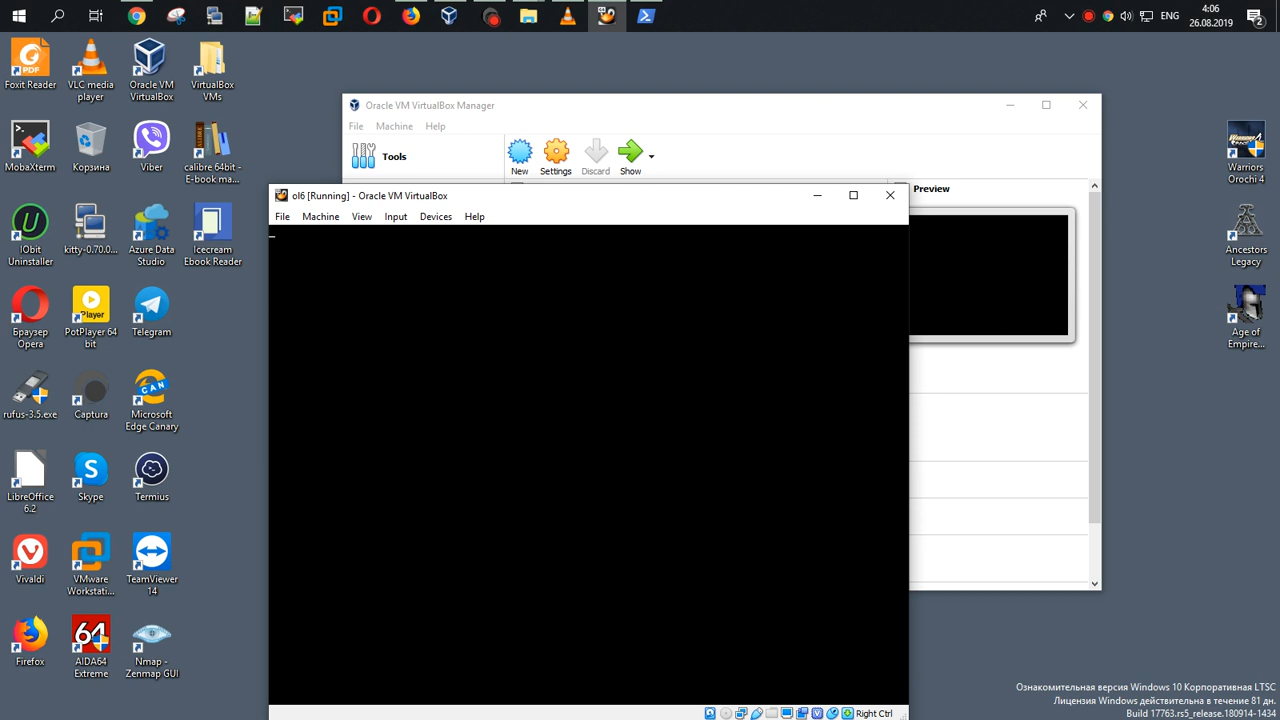 ENG
4:06
26.08.2019
2
Foxit Reader
VLC media
player
Oracle VM
VirtualBox
VirtualBox
VMs
MobaXterm
Корзина
Viber
calibre 64bit -
E-book ma...
IObit
Uninstaller
kitty-0.70.0...
Azure Data
Studio
Icecream
Ebook Reader
Браузер
Opera
PotPlayer 64
bit
Telegram
rufus-3.5.exe
Captura
Microsoft
Edge Canary
LibreOffice
6.2
Skype
Termius
Vivaldi
VMware
Workstati...
TeamViewer
14
Firefox
AIDA64
Extreme
Nmap -
Zenmap GUI
Oracle VM VirtualBox Manager
File Machine Help
Tools
New Settings Discard Show
Preview
ol6 [Running] - Oracle VM VirtualBox
File Machine View Input Devices Help
Right Ctrl
Warriors
Orochi 4
Ancestors
Legacy
Age of
Empire...
Ознакомительная версия Windows 10 Корпоративная LTSC
Лицензия Windows действительна в течение 81 дн.
Build 17763.rs5_release.180914-1434